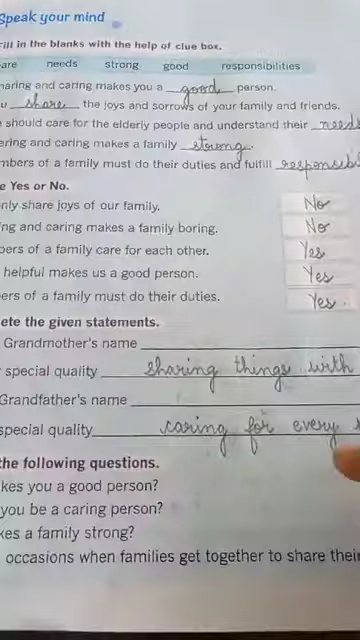 Speak your mind
Fill in the blanks with the help of clue box.
are needs strong good responsibilities
haring and caring makes you a good person.
u share the joys and sorrows of your family and friends.
should care for the elderly people and understand their needs
ring and caring makes a family strong.
mbers of a family must do their duties and fulfill responsib
e Yes or No.
nly share joys of our family. No
ng and caring makes a family boring. No
bers of a family care for each other. Yes
helpful makes us a good person. Yes
ers of a family must do their duties. Yes.
ete the given statements.
Grandmother's name
special quality sharing things with
Grandfather's name
special quality caring for every
the following questions.
kes you a good person?
you be a caring person?
kes a family strong?
occasions when families get together to share their